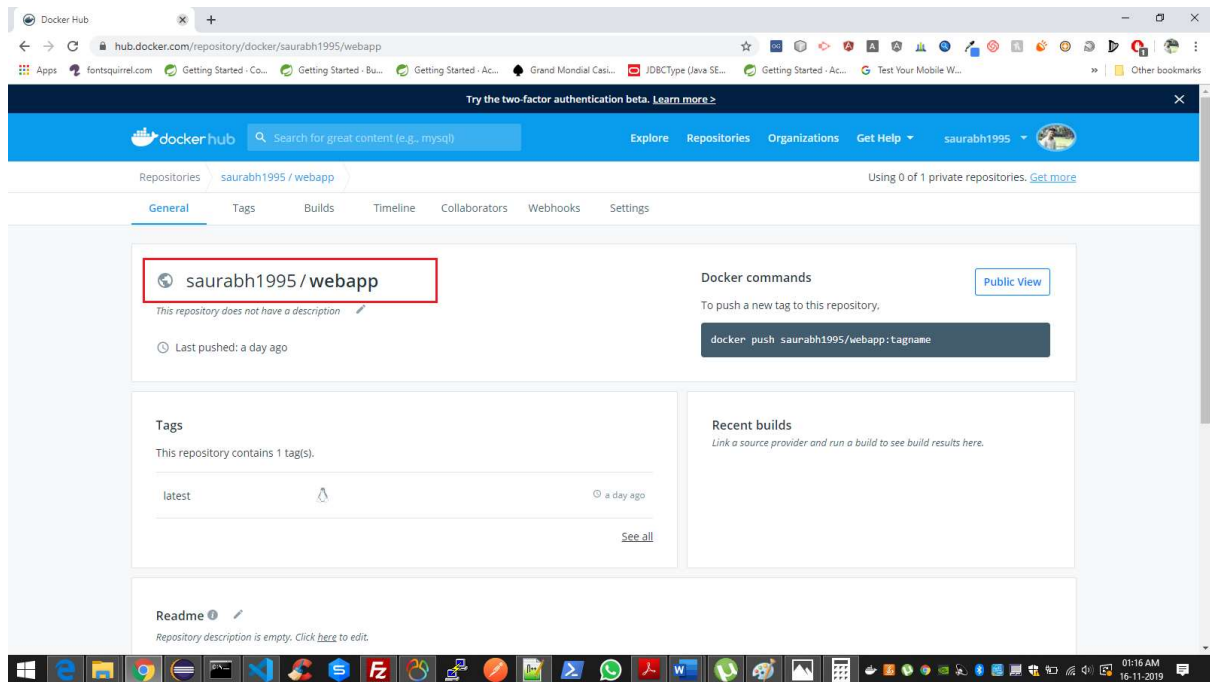 Docker Hub
hub.docker.com/repository/docker/saurabh1995/webapp
Apps fontsquirrel.com Getting Started · Co... Getting Started · Bu... Getting Started · Ac... Grand Mondial Casi... JDBCType (Java SE... Getting Started · Ac... Test Your Mobile W... » Other bookmarks
Try the two-factor authentication beta. Learn more >
dockerhub Search for great content (e.g., mysql) Explore Repositories Organizations Get Help saurabh1995
Repositories saurabh1995 / webapp Using 0 of 1 private repositories. Get more
General Tags Builds Timeline Collaborators Webhooks Settings
saurabh1995 / webapp
This repository does not have a description
Last pushed: a day ago
Docker commands
Public View
To push a new tag to this repository,
docker push saurabh1995/webapp:tagname
Tags
This repository contains 1 tag(s).
latest a day ago
See all
Recent builds
Link a source provider and run a build to see build results here.
Readme
Repository description is empty. Click here to edit.
01:16 AM
16-11-2019